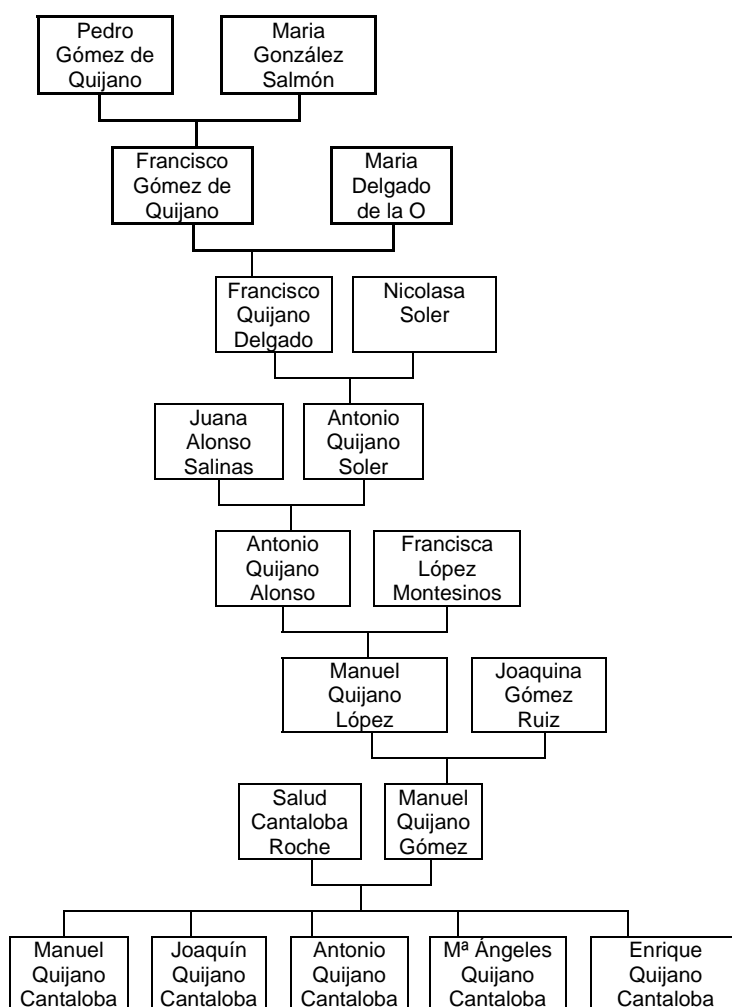 Pedro
Gómez de
Quijano
Maria
González
Salmón
Francisco
Gómez de
Quijano
Maria
Delgado
de la O
Francisco
Quijano
Delgado
Nicolasa
Soler
Juana
Alonso
Salinas
Antonio
Quijano
Soler
Antonio
Quijano
Alonso
Francisca
López
Montesinos
Manuel
Quijano
López
Joaquina
Gómez
Ruiz
Salud
Cantaloba
Roche
Manuel
Quijano
Gómez
Manuel
Quijano
Cantaloba
Joaquín
Quijano
Cantaloba
Antonio
Quijano
Cantaloba
Mª Ángeles
Quijano
Cantaloba
Enrique
Quijano
Cantaloba